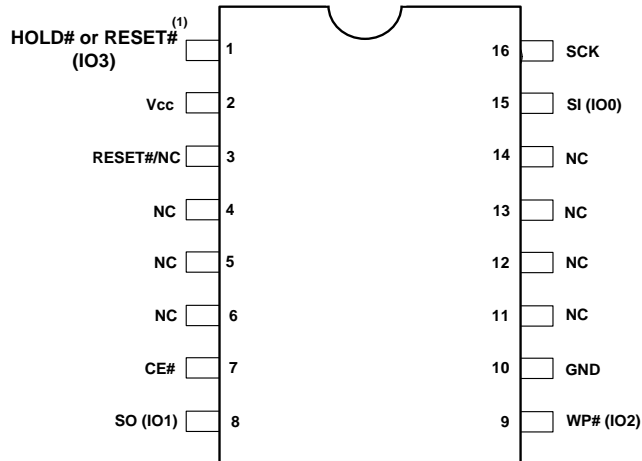 HOLD# or RESET#(1) 1 16 SCK
(IO3)
Vcc 2 15 SI (IO0)
RESET#/NC 3 14 NC
NC 4 13 NC
NC 5 12 NC
NC 6 11 NC
CE# 7 10 GND
SO (IO1) 8 9 WP# (IO2)